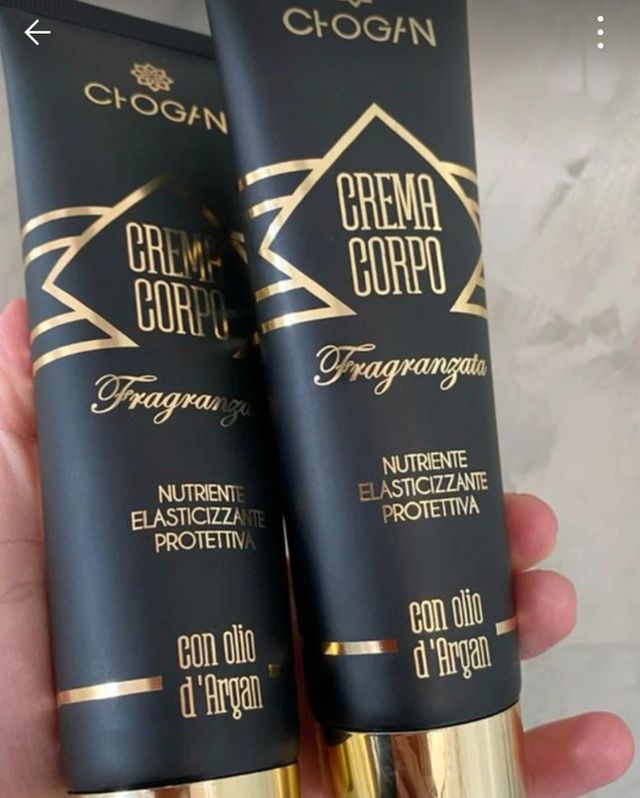 CHOGAN
CREMA
CORPO
Fragranza
NUTRIENTE
ELASTICIZZANTE
PROTETTIVA
con olio
d'Argan
CHOGAN
CREMA
CORPO
Fragranzata
NUTRIENTE
ELASTICIZZANTE
PROTETTIVA
con olio
d'Argan